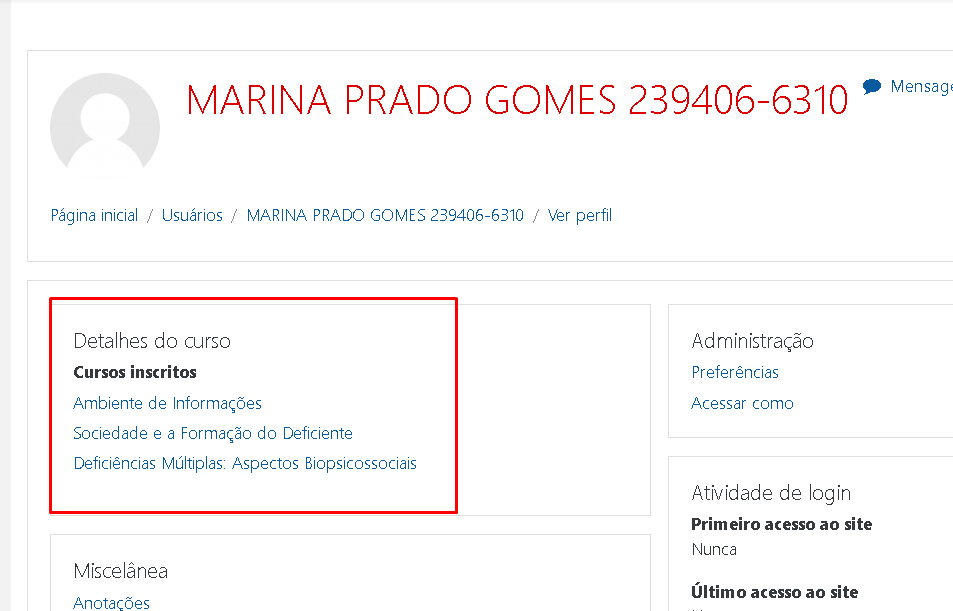 MARINA PRADO GOMES 239406-6310
Página inicial / Usuários / MARINA PRADO GOMES 239406-6310 / Ver perfil
Detalhes do curso
Cursos inscritos
Ambiente de Informações
Sociedade e a Formação do Deficiente
Deficiências Múltiplas: Aspectos Biopsicossociais
Miscelânea
Anotações
Administração
Preferências
Acessar como
Atividade de login
Primeiro acesso ao site
Nunca
Último acesso ao site